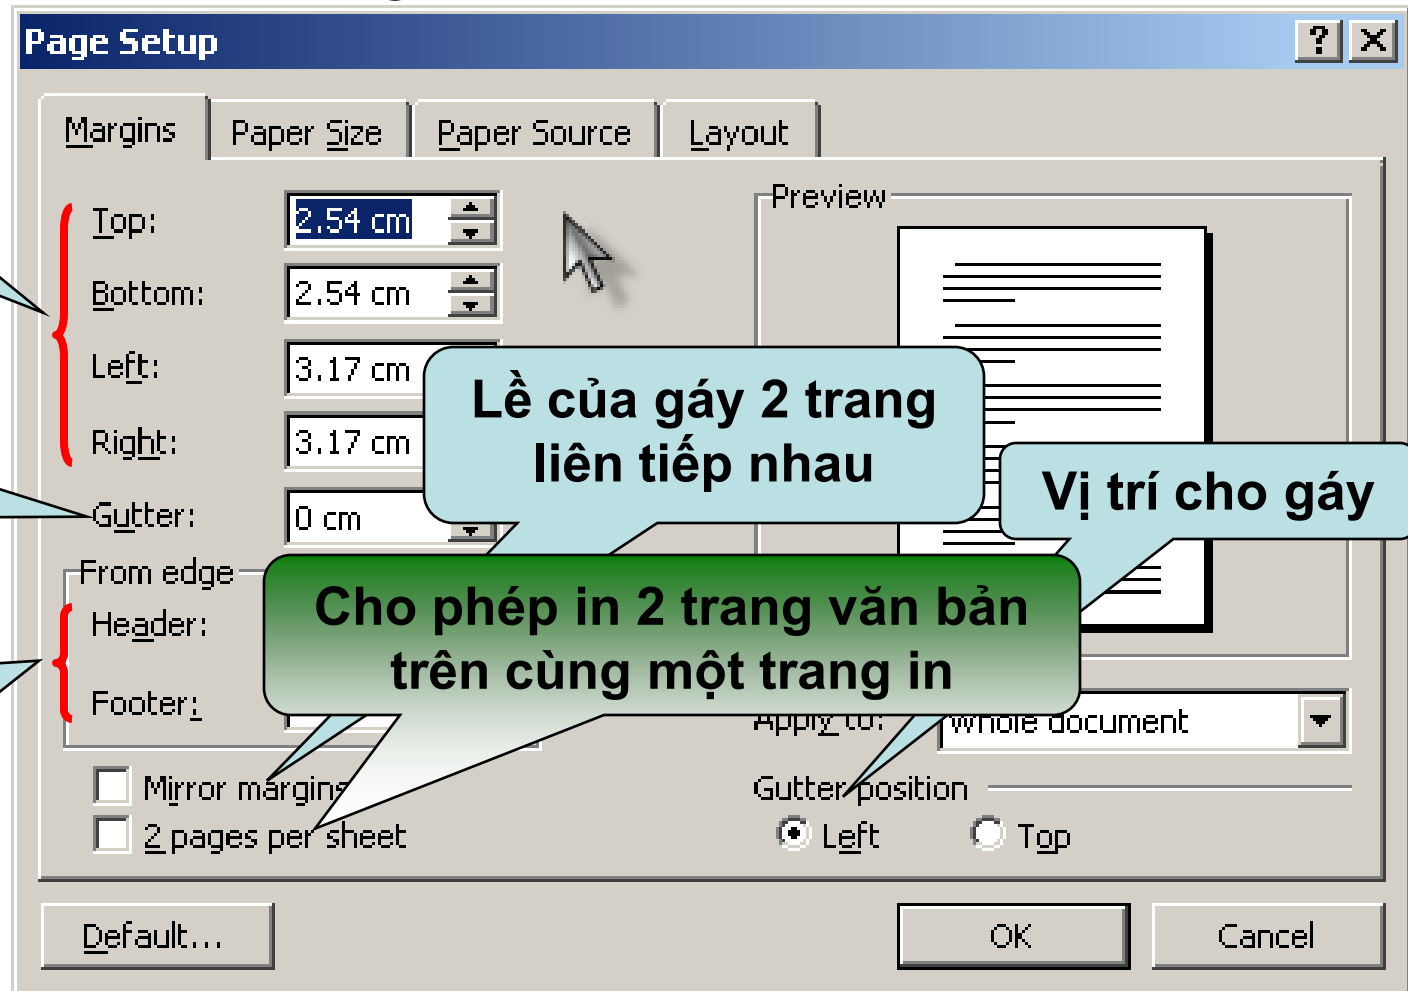 Page Setup
Margins
Paper Size
Paper Source
Layout
Top:
2.54 cm
Preview
Bottom:
2.54 cm
Left:
3.17 cm
Lề của gáy 2 trang
liên tiếp nhau
Right:
3.17 cm
Vị trí cho gáy
Gutter:
0 cm
From edge
Cho phép in 2 trang văn bản
trên cùng một trang in
Header:
Footer:
Apply to:
Whole document
Mirror margins
Gutter position
2 pages per sheet
Left
Top
Default...
OK
Cancel